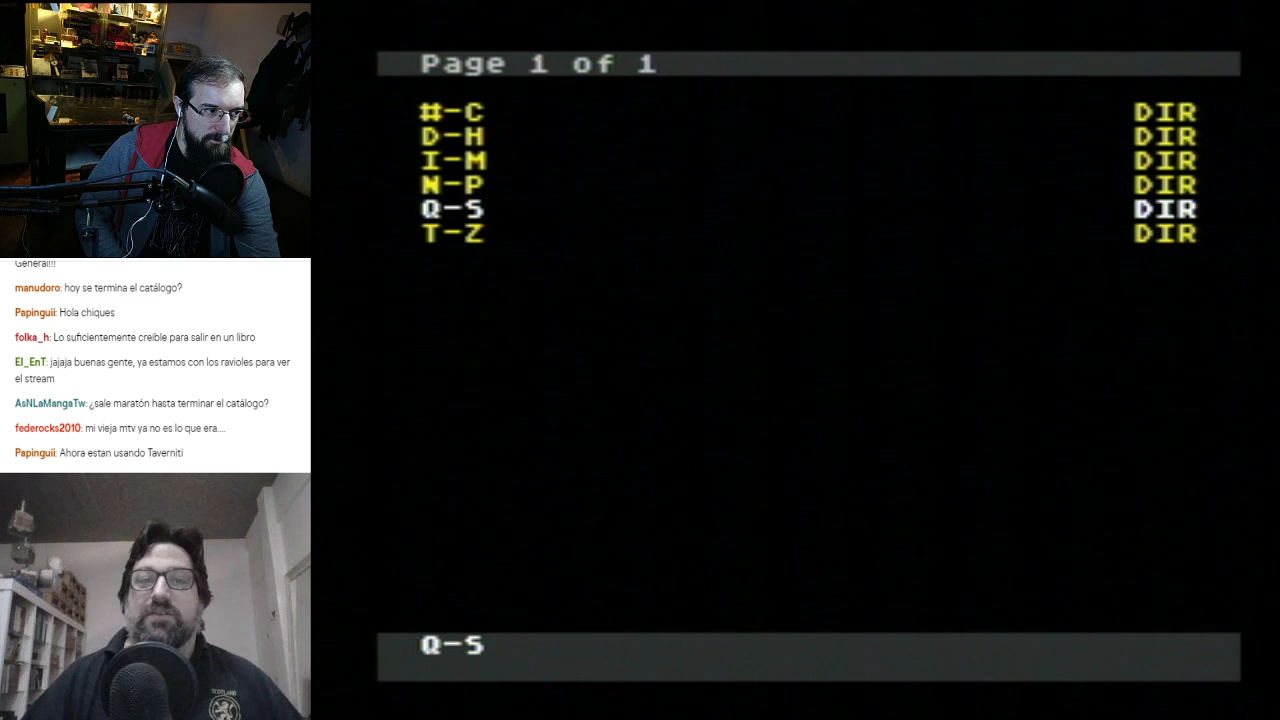 Page 1 of 1
#-C DIR
D-H DIR
I-M DIR
N-P DIR
Q-S DIR
T-Z DIR
Q-S
General!!!
manudoro: hoy se termina el catálogo?
Papinguii: Hola chiques
folka_h: Lo suficientemente creible para salir en un libro
El_EnT: jajaja buenas gente, ya estamos con los ravioles para ver
el stream
AsNLaMangaTw: ¿sale maratón hasta terminar el catálogo?
federocks2010: mi vieja mtv ya no es lo que era....
Papinguii: Ahora estan usando Taverniti
SCOTLAND